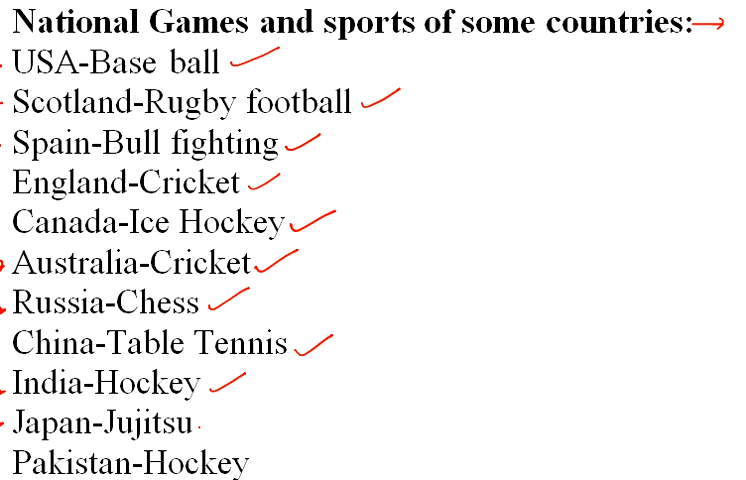 National Games and sports of some countries:→
USA-Base ball
Scotland-Rugby football
Spain-Bull fighting
England-Cricket
Canada-Ice Hockey
Australia-Cricket
Russia-Chess
China-Table Tennis
India-Hockey
Japan-Jujitsu
Pakistan-Hockey